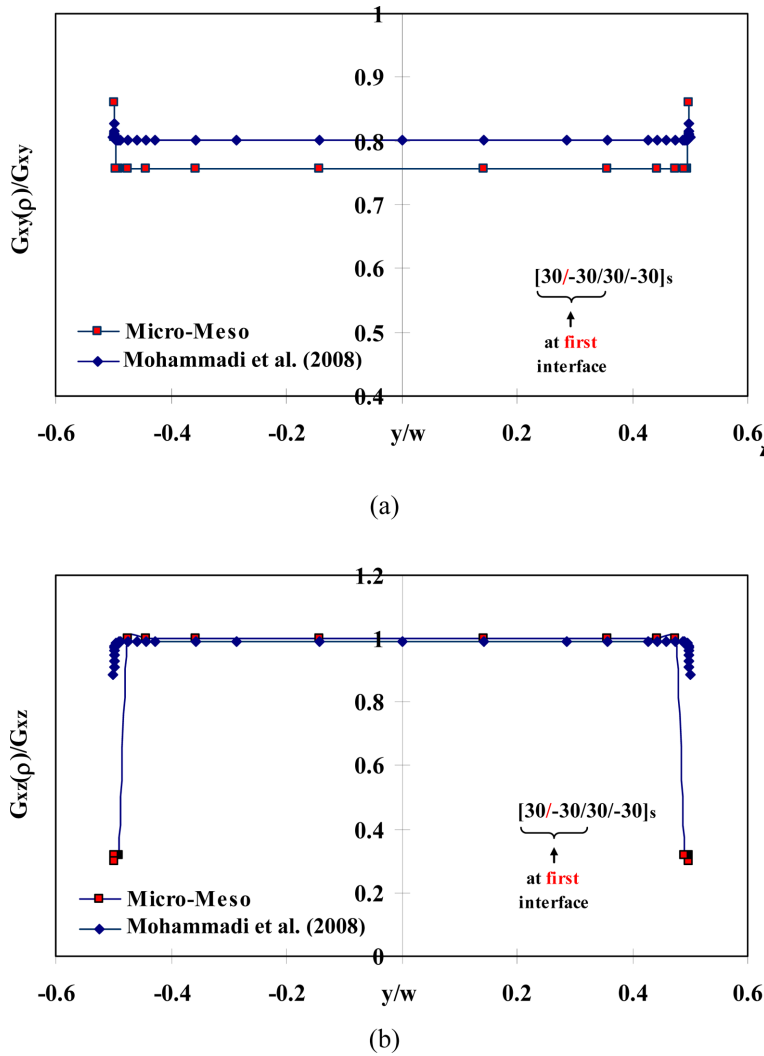 1
0.9
0.8
0.7
0.6
0.5
0.4
Gxy(ρ)/Gxy
[30/-30/30/-30]s
at first
interface
Micro-Meso
Mohammadi et al. (2008)
-0.6 -0.4 -0.2 y/w 0.2 0.4 0.6
(a)
1.2
1
0.8
0.6
0.4
0.2
0
Gxz(ρ)/Gxz
[30/-30/30/-30]s
at first
interface
Micro-Meso
Mohammadi et al. (2008)
-0.6 -0.4 -0.2 y/w 0.2 0.4 0.6
(b)